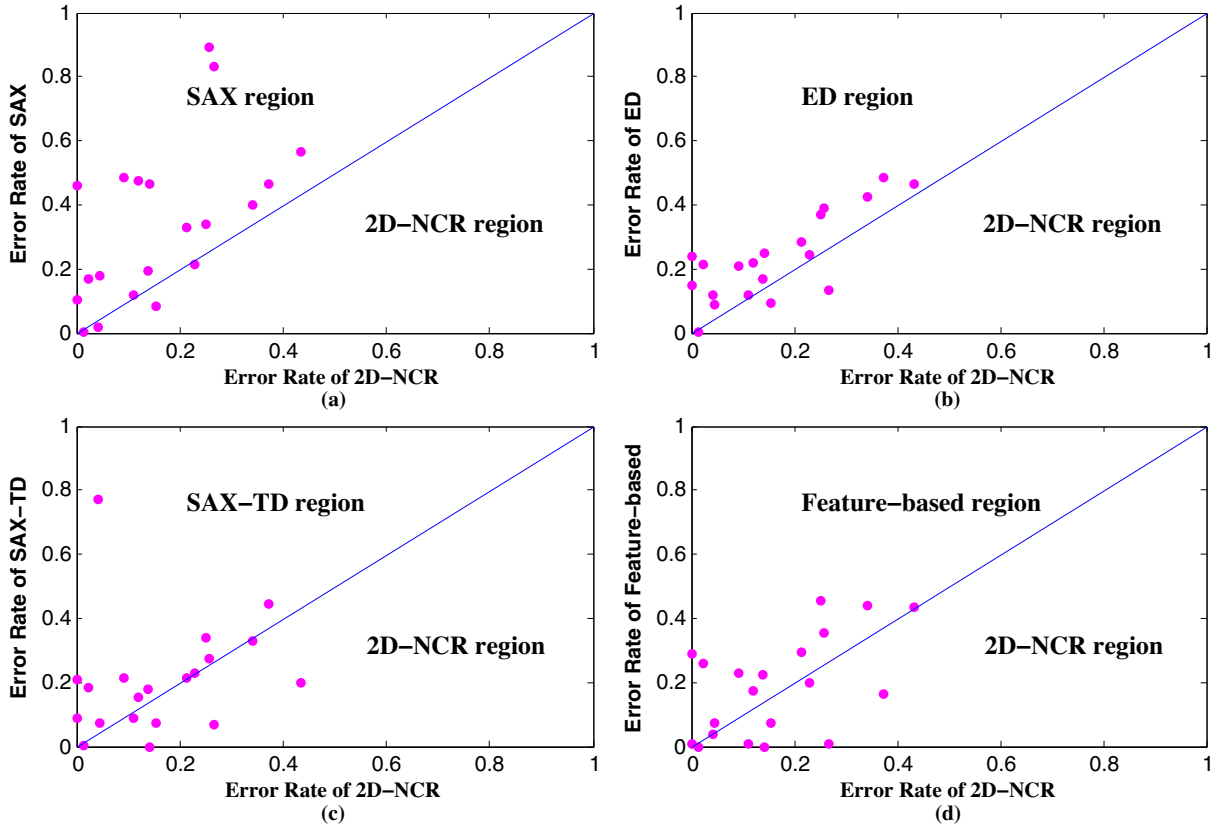 1
0.8
0.6
0.4
0.2
0
Error Rate of SAX
SAX region
2D−NCR region
0 0.2 0.4 0.6 0.8 1
Error Rate of 2D−NCR
(a)
1
0.8
0.6
0.4
0.2
0
Error Rate of ED
ED region
2D−NCR region
0 0.2 0.4 0.6 0.8 1
Error Rate of 2D−NCR
(b)
1
0.8
0.6
0.4
0.2
0
Error Rate of SAX−TD
SAX−TD region
2D−NCR region
0 0.2 0.4 0.6 0.8 1
Error Rate of 2D−NCR
(c)
1
0.8
0.6
0.4
0.2
0
Error Rate of Feature−based
Feature−based region
2D−NCR region
0 0.2 0.4 0.6 0.8 1
Error Rate of 2D−NCR
(d)